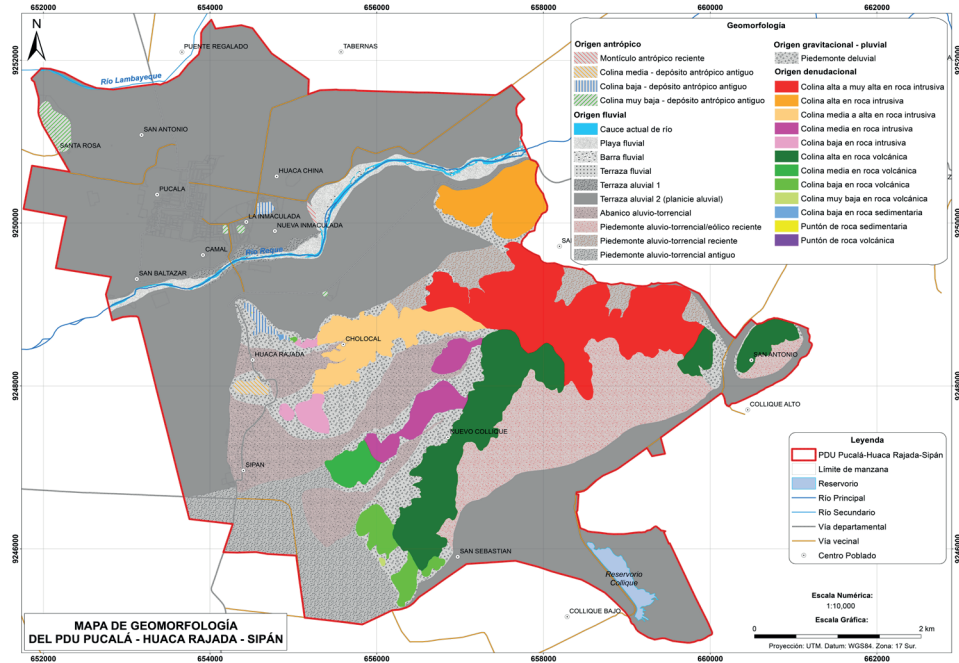 652000 654000 656000 658000 660000 662000
9252000
9250000
9248000
9246000
N
PUENTE REGALADO
TABERNAS
Río Lambayeque
SAN ANTONIO
SANTA ROSA
HUACA CHINA
PUCALA
LA INMACULADA
NUEVA INMACULADA
CAMAL
Río Reque
SAN BALTAZAR
CHOLOCAL
HUACA RAJADA
SAN ANTONIO
COLLIQUE ALTO
NUEVO COLLIQUE
SIPÁN
SAN SEBASTIAN
Reservorio
Collique
COLLIQUE BAJO
Geomorfología
Origen antrópico
Montículo antrópico reciente
Colina media - depósito antrópico antiguo
Colina baja - depósito antrópico antiguo
Colina muy baja - depósito antrópico antiguo
Origen fluvial
Cauce actual de río
Playa fluvial
Barra fluvial
Terraza fluvial
Terraza aluvial 1
Terraza aluvial 2 (planicie aluvial)
Abanico aluvio-torrencial
Piedemonte aluvio-torrencial/eólico reciente
Piedemonte aluvio-torrencial reciente
Piedemonte aluvio-torrencial antiguo
Origen gravitacional - pluvial
Piedemonte deluvial
Origen denudacional
Colina alta a muy alta en roca intrusiva
Colina alta en roca intrusiva
Colina media a alta en roca intrusiva
Colina media en roca intrusiva
Colina baja en roca intrusiva
Colina alta en roca volcánica
Colina media en roca volcánica
Colina baja en roca volcánica
Colina muy baja en roca volcánica
Colina baja en roca sedimentaria
Puntón de roca sedimentaria
Puntón de roca volcánica
Leyenda
PDU Pucalá-Huaca Rajada-Sipán
Límite de manzana
Reservorio
Río Principal
Río Secundario
Vía departamental
Vía vecinal
Centro Poblado
Escala Numérica:
1:10,000
Escala Gráfica:
0 2 km
Proyección: UTM. Datum: WGS84. Zona: 17 Sur.
MAPA DE GEOMORFOLOGÍA
DEL PDU PUCALÁ - HUACA RAJADA - SIPÁN
652000 654000 656000 658000 660000 662000
9252000
9250000
9248000
9246000